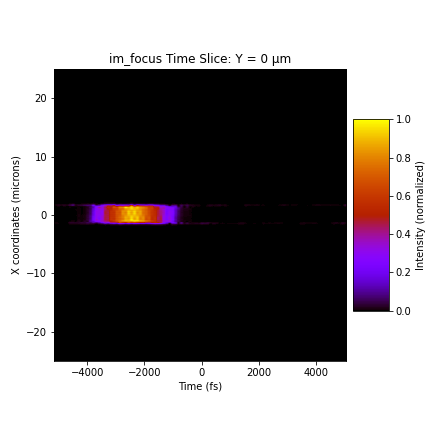 im_focus Time Slice: Y = 0 μm
20
10
0
−10
−20
X coordinates (microns)
−4000 −2000 0 2000 4000
Time (fs)
1.0
0.8
0.6
0.4
0.2
0.0
Intensity (normalized)